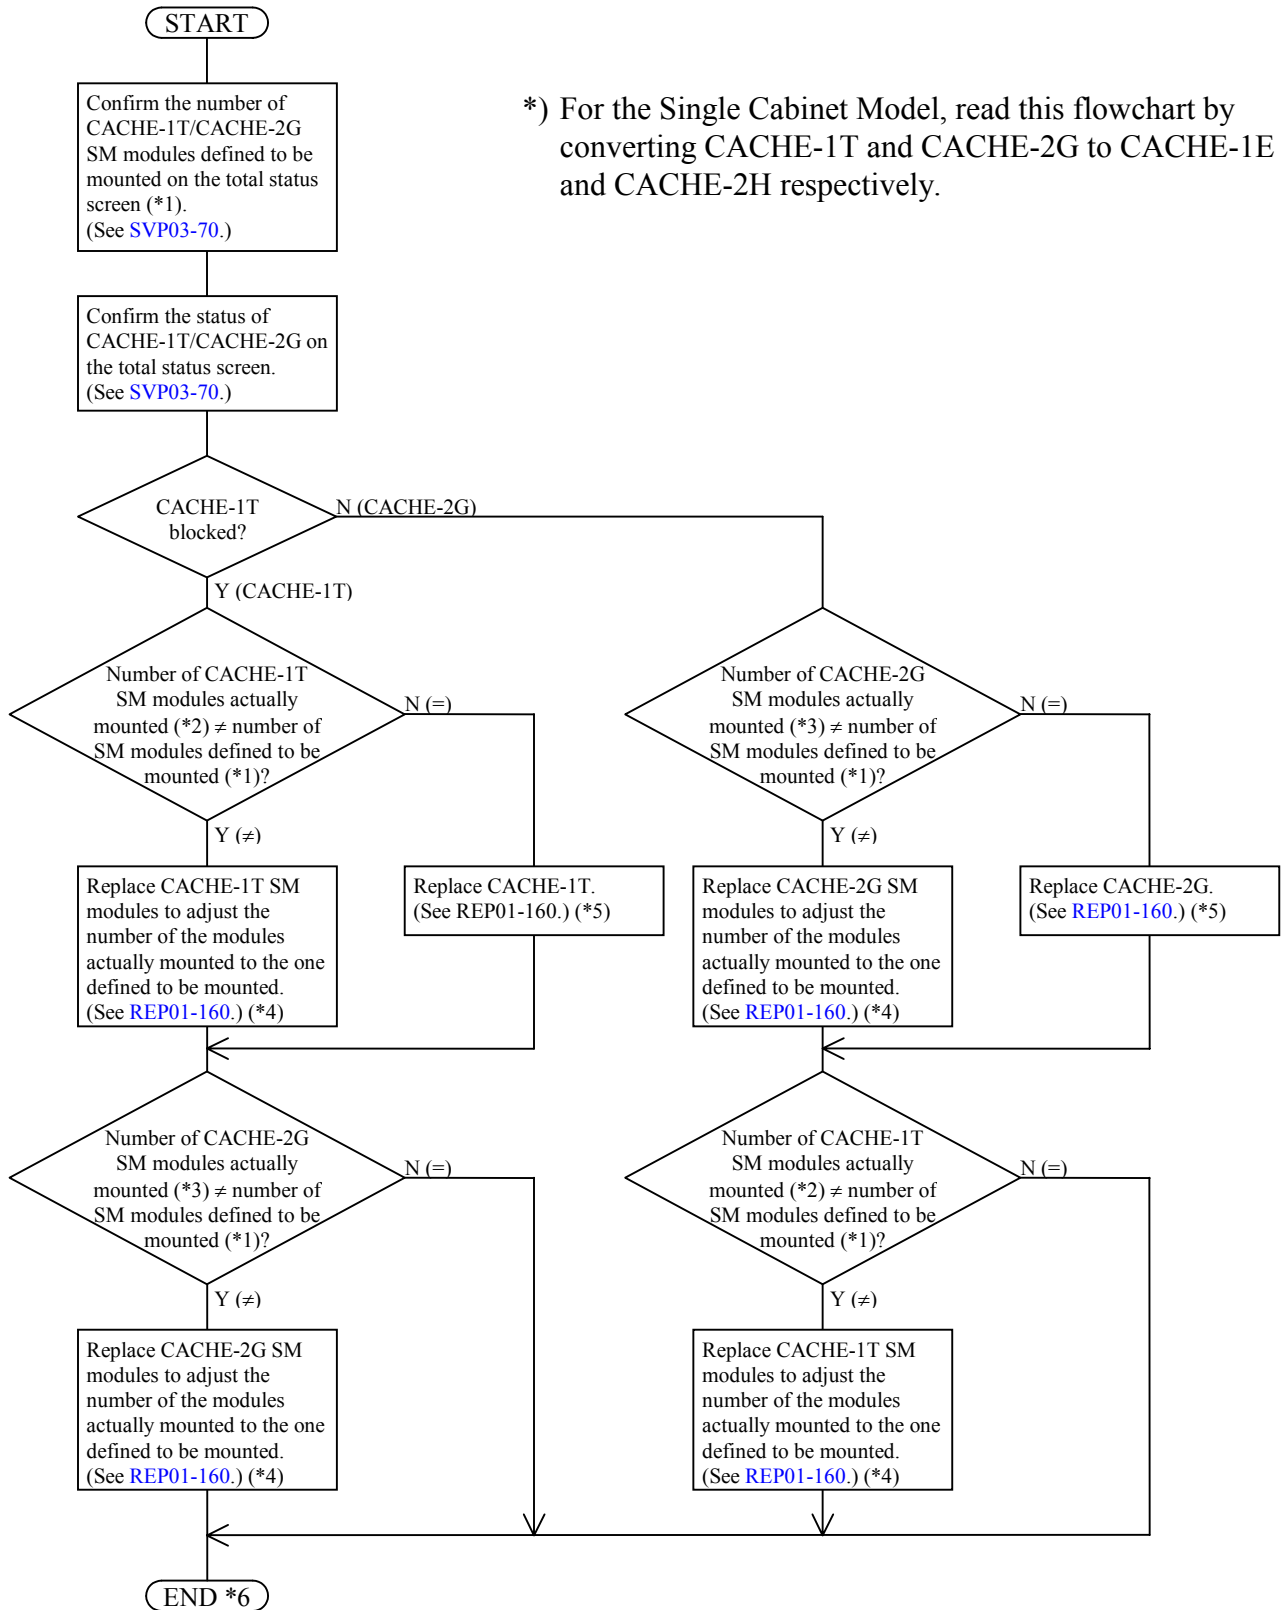 START
Confirm the number of
CACHE-1T/CACHE-2G
SM modules defined to be
mounted on the total status
screen (*1).
(See SVP03-70.)
*) For the Single Cabinet Model, read this flowchart by
converting CACHE-1T and CACHE-2G to CACHE-1E
and CACHE-2H respectively.
Confirm the status of
CACHE-1T/CACHE-2G on
the total status screen.
(See SVP03-70.)
CACHE-1T
blocked?
N (CACHE-2G)
Y (CACHE-1T)
Number of CACHE-1T
SM modules actually
mounted (*2) ≠ number of
SM modules defined to be
mounted (*1)?
N (=)
Y (≠)
Number of CACHE-2G
SM modules actually
mounted (*3) ≠ number of
SM modules defined to be
mounted (*1)?
N (=)
Y (≠)
Replace CACHE-1T SM
modules to adjust the
number of the modules
actually mounted to the one
defined to be mounted.
(See REP01-160.) (*4)
Replace CACHE-1T.
(See REP01-160.) (*5)
Replace CACHE-2G SM
modules to adjust the
number of the modules
actually mounted to the one
defined to be mounted.
(See REP01-160.) (*4)
Replace CACHE-2G.
(See REP01-160.) (*5)
Number of CACHE-2G
SM modules actually
mounted (*3) ≠ number of
SM modules defined to be
mounted (*1)?
N (=)
Y (≠)
Number of CACHE-1T
SM modules actually
mounted (*2) ≠ number of
SM modules defined to be
mounted (*1)?
N (=)
Y (≠)
Replace CACHE-2G SM
modules to adjust the
number of the modules
actually mounted to the one
defined to be mounted.
(See REP01-160.) (*4)
Replace CACHE-1T SM
modules to adjust the
number of the modules
actually mounted to the one
defined to be mounted.
(See REP01-160.) (*4)
END *6